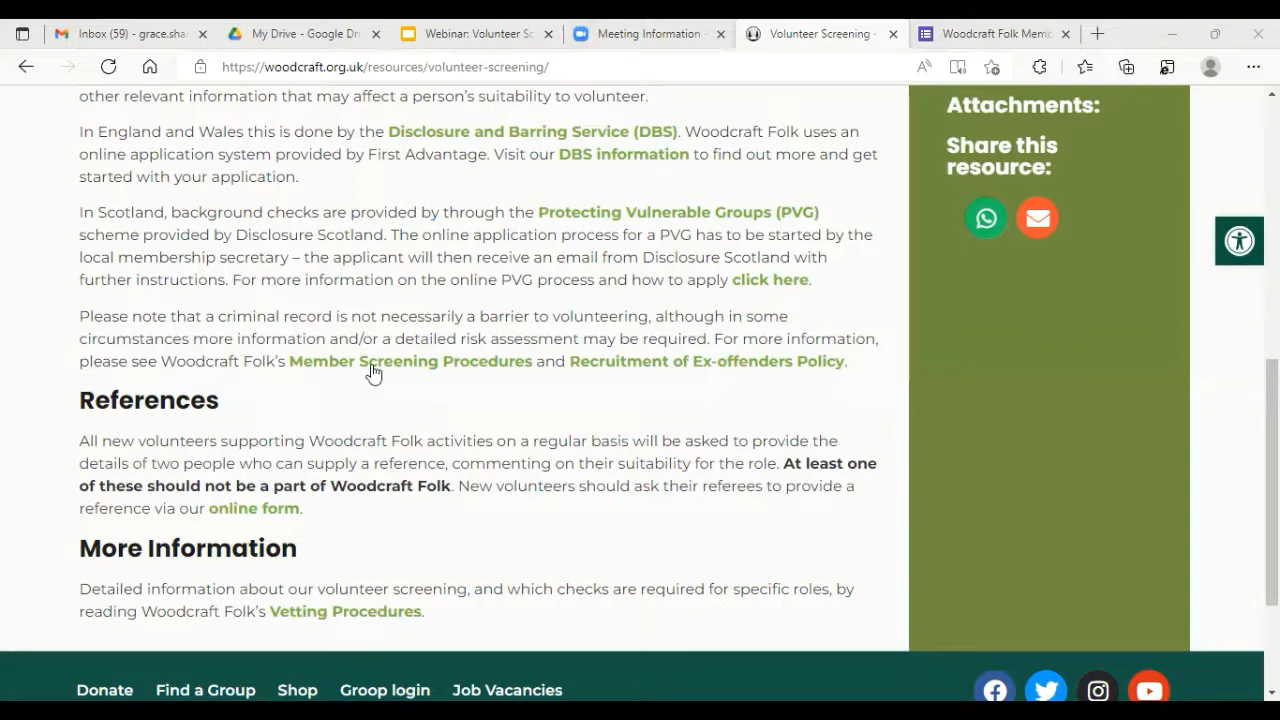 Inbox (59) - grace.sha
My Drive - Google Dri
Webinar: Volunteer Sc
Meeting Information -
Volunteer Screening -
Woodcraft Folk Mem
https://woodcraft.org.uk/resources/volunteer-screening/
other relevant information that may affect a person's suitability to volunteer.
In England and Wales this is done by the Disclosure and Barring Service (DBS). Woodcraft Folk uses an
online application system provided by First Advantage. Visit our DBS information to find out more and get
started with your application.
In Scotland, background checks are provided by through the Protecting Vulnerable Groups (PVG)
scheme provided by Disclosure Scotland. The online application process for a PVG has to be started by the
local membership secretary – the applicant will then receive an email from Disclosure Scotland with
further instructions. For more information on the online PVG process and how to apply click here.
Please note that a criminal record is not necessarily a barrier to volunteering, although in some
circumstances more information and/or a detailed risk assessment may be required. For more information,
please see Woodcraft Folk's Member Screening Procedures and Recruitment of Ex-offenders Policy.
References
All new volunteers supporting Woodcraft Folk activities on a regular basis will be asked to provide the
details of two people who can supply a reference, commenting on their suitability for the role. At least one
of these should not be a part of Woodcraft Folk. New volunteers should ask their referees to provide a
reference via our online form.
More Information
Detailed information about our volunteer screening, and which checks are required for specific roles, by
reading Woodcraft Folk's Vetting Procedures.
Attachments:
Share this
resource:
Donate
Find a Group
Shop
Groop login
Job Vacancies